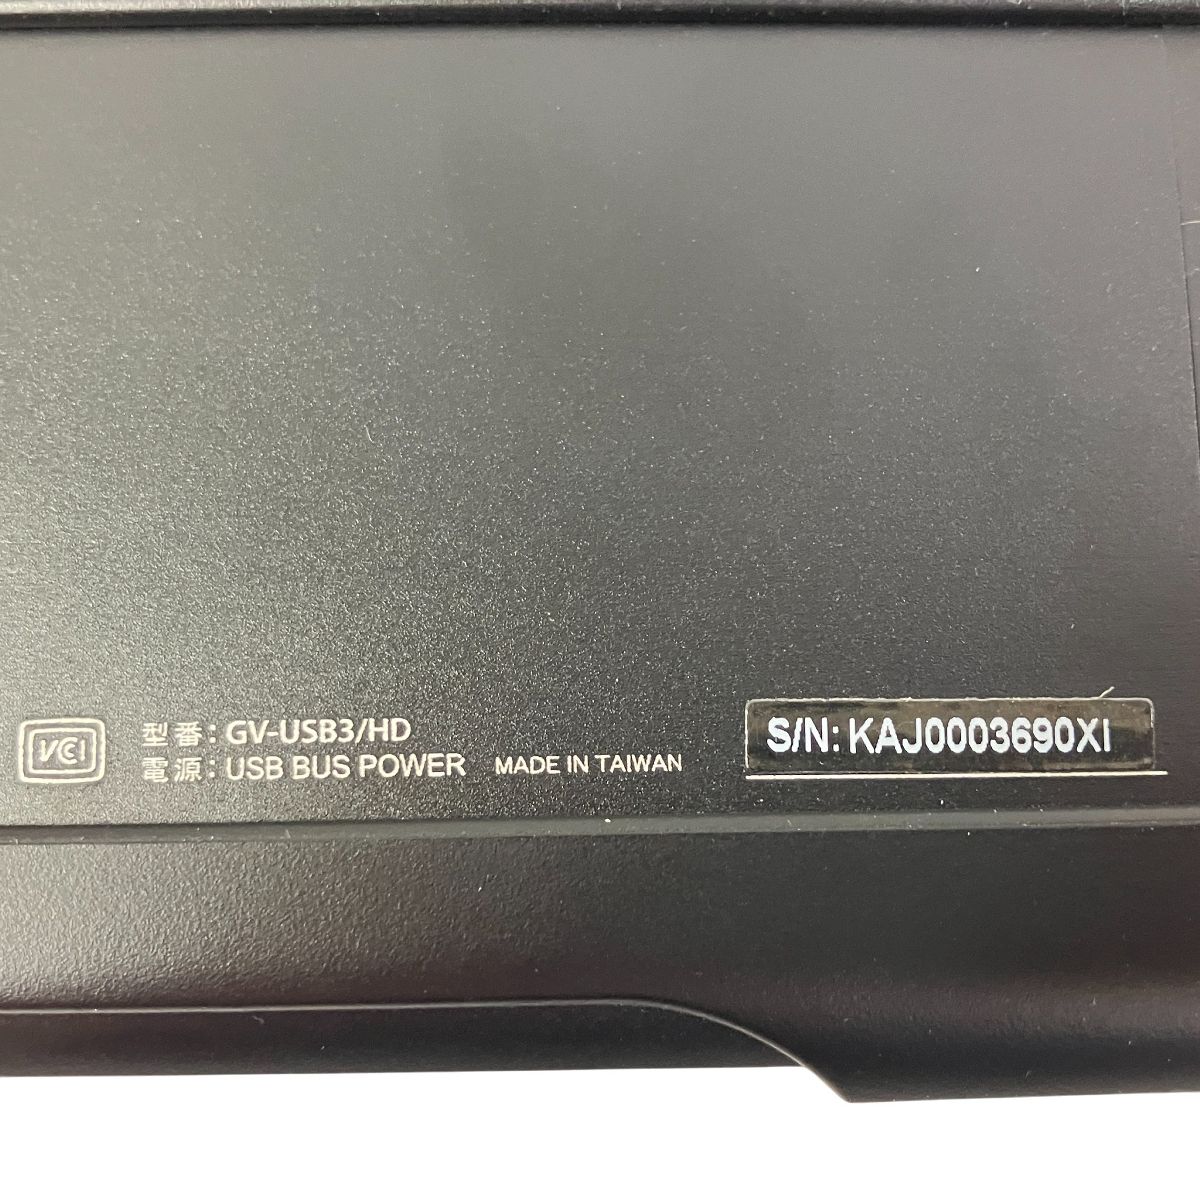 VCI
型番: GV-USB3/HD
電源: USB BUS POWER MADE IN TAIWAN
S/N: KAJ0003690XI